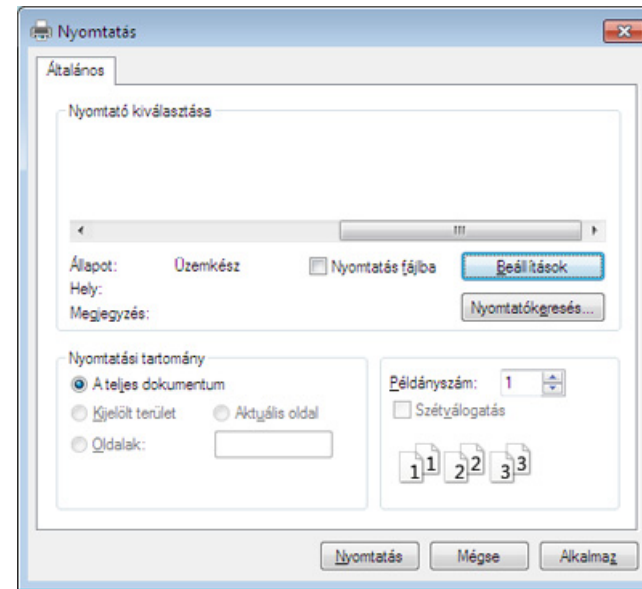 Nyomtatás
Általános
Nyomtató kiválasztása
Állapot: Üzemkész
Nyomtatás fájlba
Beállítások
Hely:
Megjegyzés:
Nyomtatókeresés...
Nyomtatási tartomány
A teljes dokumentum
Kijelölt terület
Aktuális oldal
Oldalak:
Példányszám: 1
Szétválogatás
1 1 2 2 3 3
Nyomtatás
Mégse
Alkalmaz